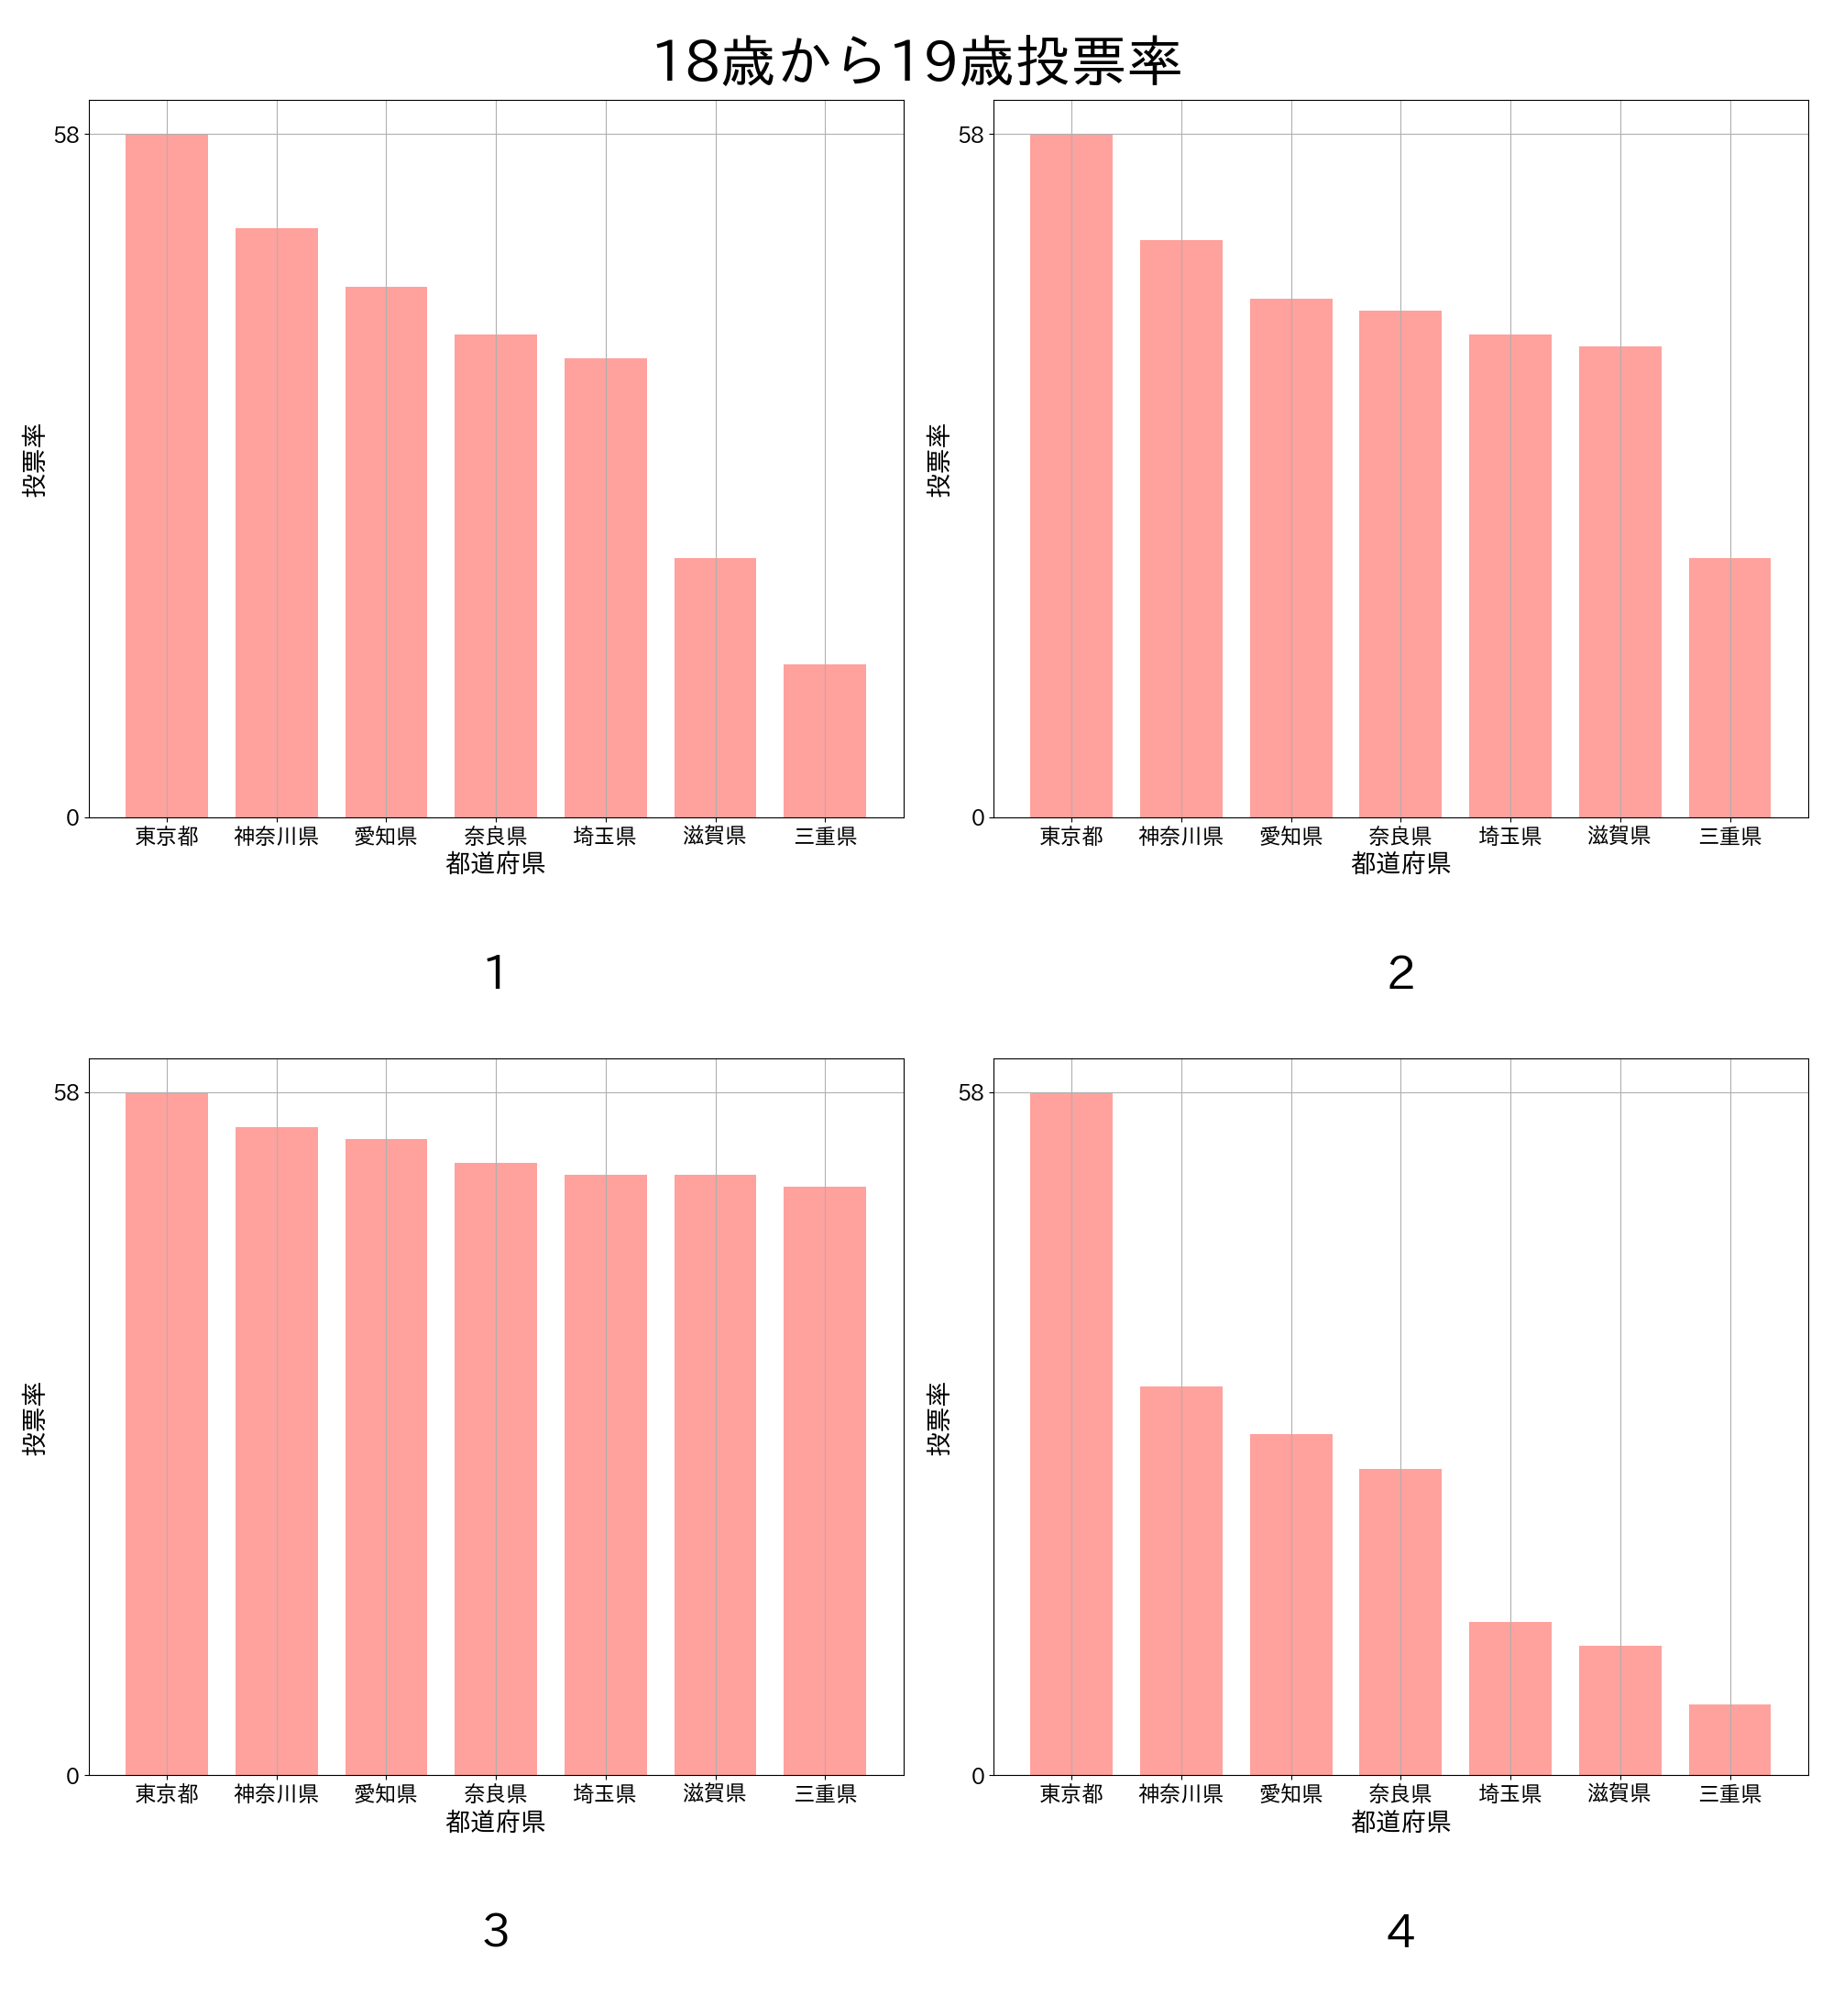 18歳から19歳投票率
58
0
投票率
東京都 神奈川県 愛知県 奈良県 埼玉県 滋賀県 三重県
都道府県
1
58
0
投票率
東京都 神奈川県 愛知県 奈良県 埼玉県 滋賀県 三重県
都道府県
2
58
0
投票率
東京都 神奈川県 愛知県 奈良県 埼玉県 滋賀県 三重県
都道府県
3
58
0
投票率
東京都 神奈川県 愛知県 奈良県 埼玉県 滋賀県 三重県
都道府県
4